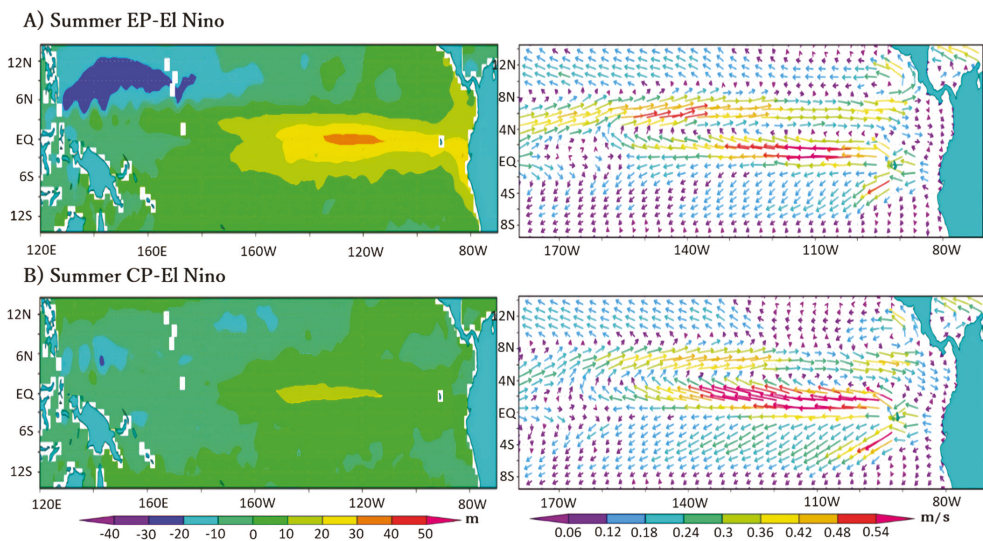 A) Summer EP-El Nino
12N
6N
EQ
6S
12S
120E 160E 160W 120W 80W
12N
8N
4N
EQ
4S
8S
170W 140W 110W 80W
B) Summer CP-El Nino
12N
6N
EQ
6S
12S
120E 160E 160W 120W 80W
12N
8N
4N
EQ
4S
8S
170W 140W 110W 80W
-40 -30 -20 -10 0 10 20 30 40 50 m
0.06 0.12 0.18 0.24 0.3 0.36 0.42 0.48 0.54 m/s